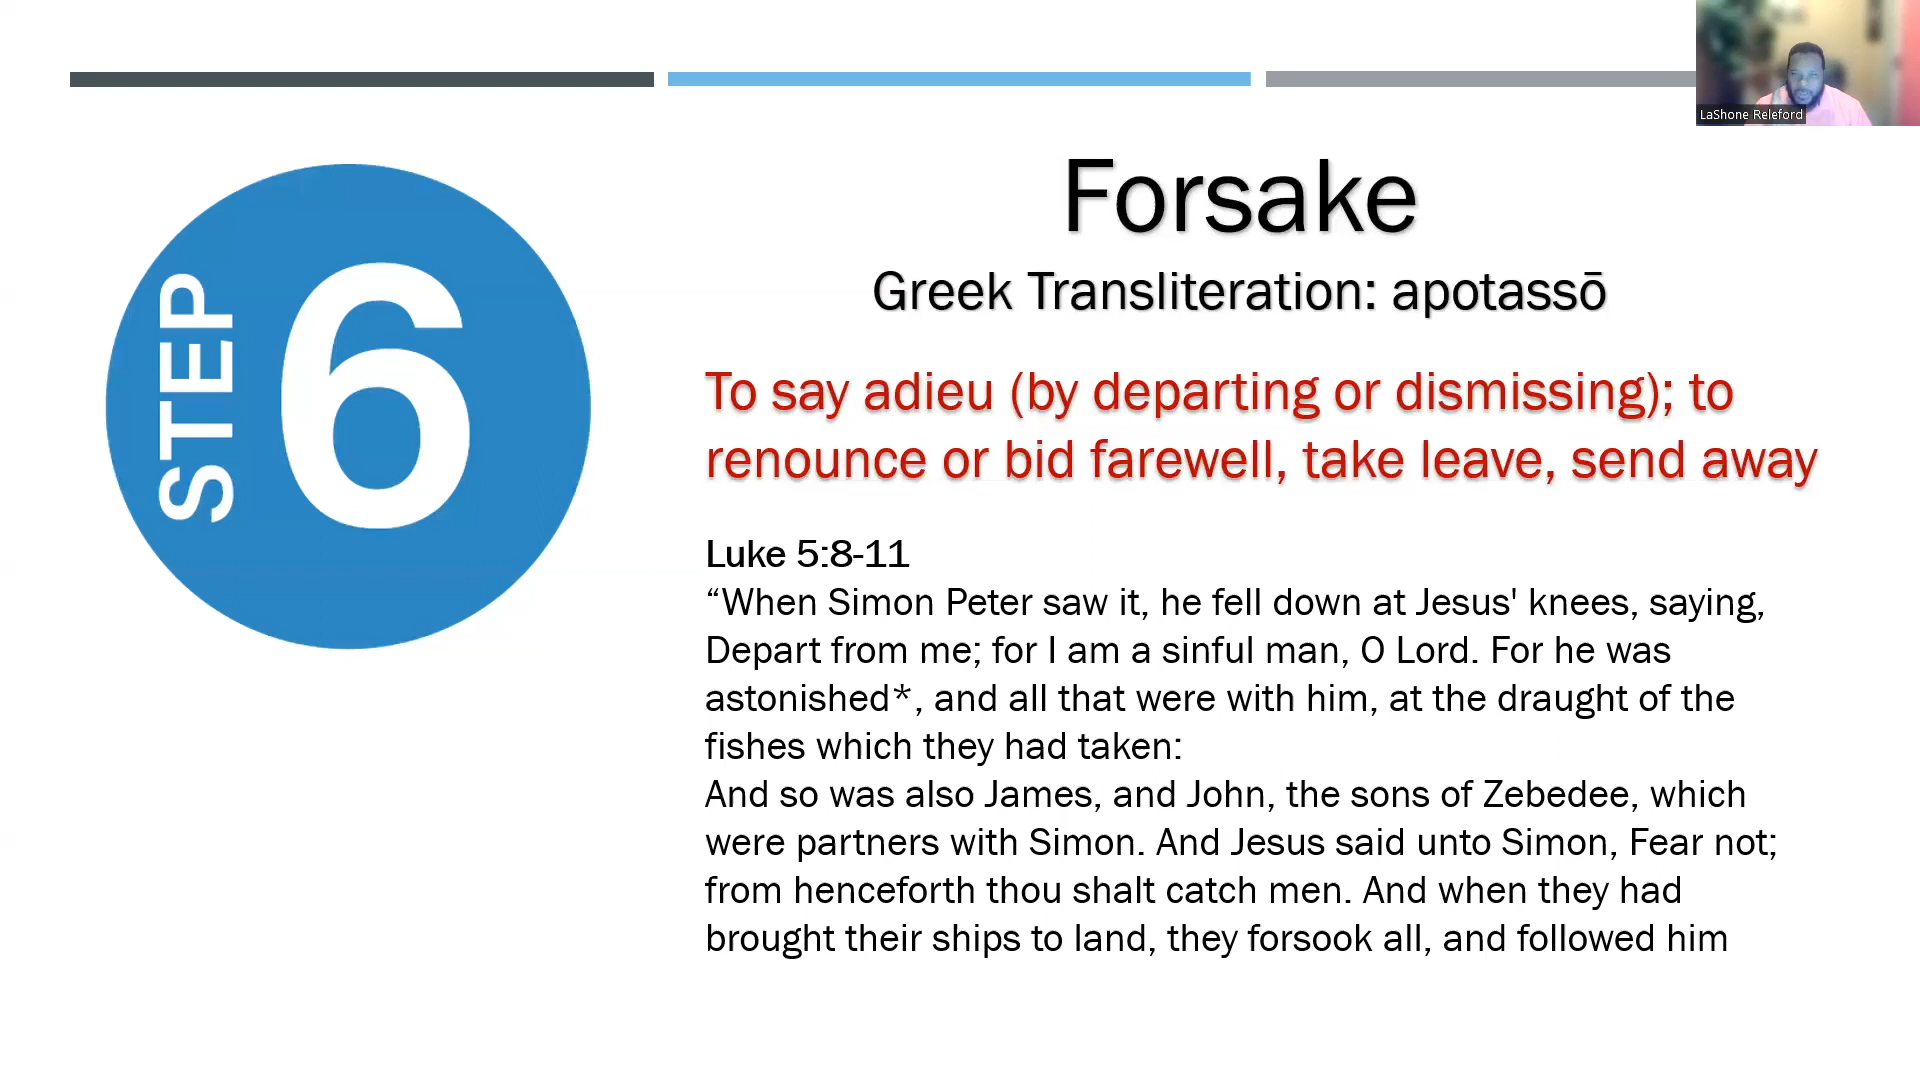 LaShone Releford
STEP 6
Forsake
Greek Transliteration: apotassō
To say adieu (by departing or dismissing); to
renounce or bid farewell, take leave, send away
Luke 5:8-11
“When Simon Peter saw it, he fell down at Jesus' knees, saying,
Depart from me; for I am a sinful man, O Lord. For he was
astonished*, and all that were with him, at the draught of the
fishes which they had taken:
And so was also James, and John, the sons of Zebedee, which
were partners with Simon. And Jesus said unto Simon, Fear not;
from henceforth thou shalt catch men. And when they had
brought their ships to land, they forsook all, and followed him